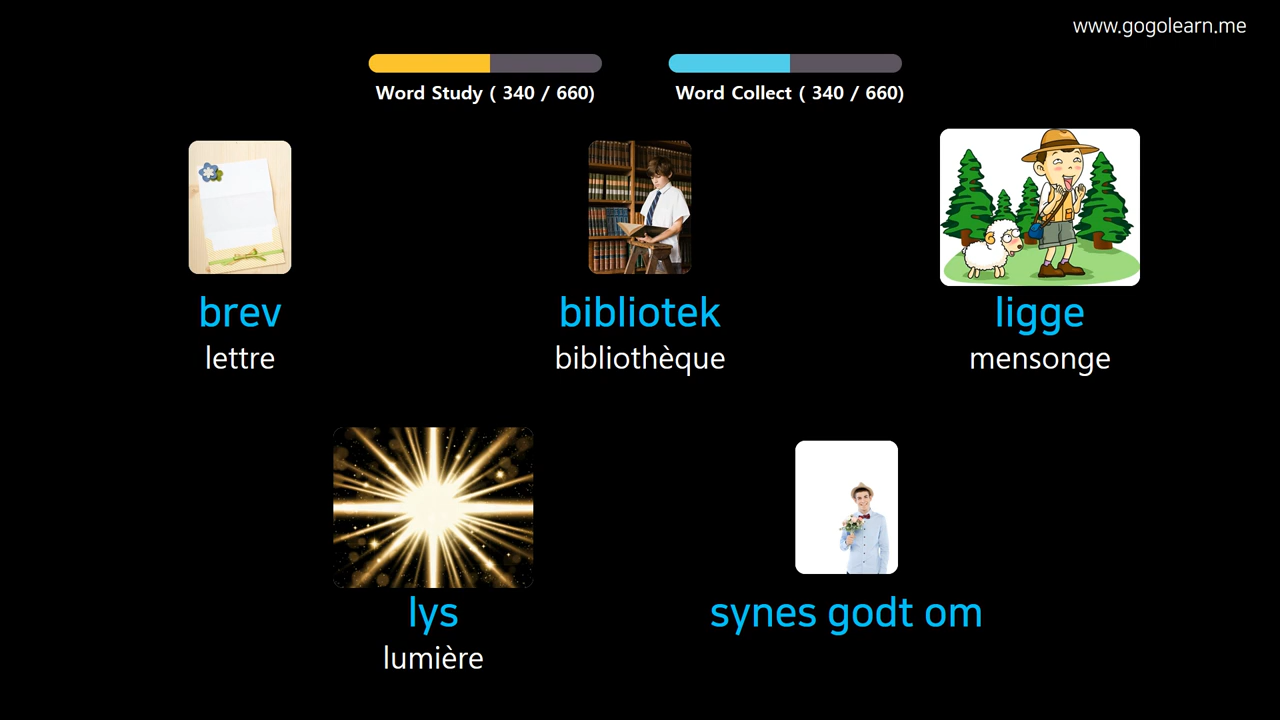 www.gogolearn.me
Word Study ( 340 / 660)
Word Collect ( 340 / 660)
brev
lettre
bibliotek
bibliothèque
ligge
mensonge
lys
lumière
synes godt om